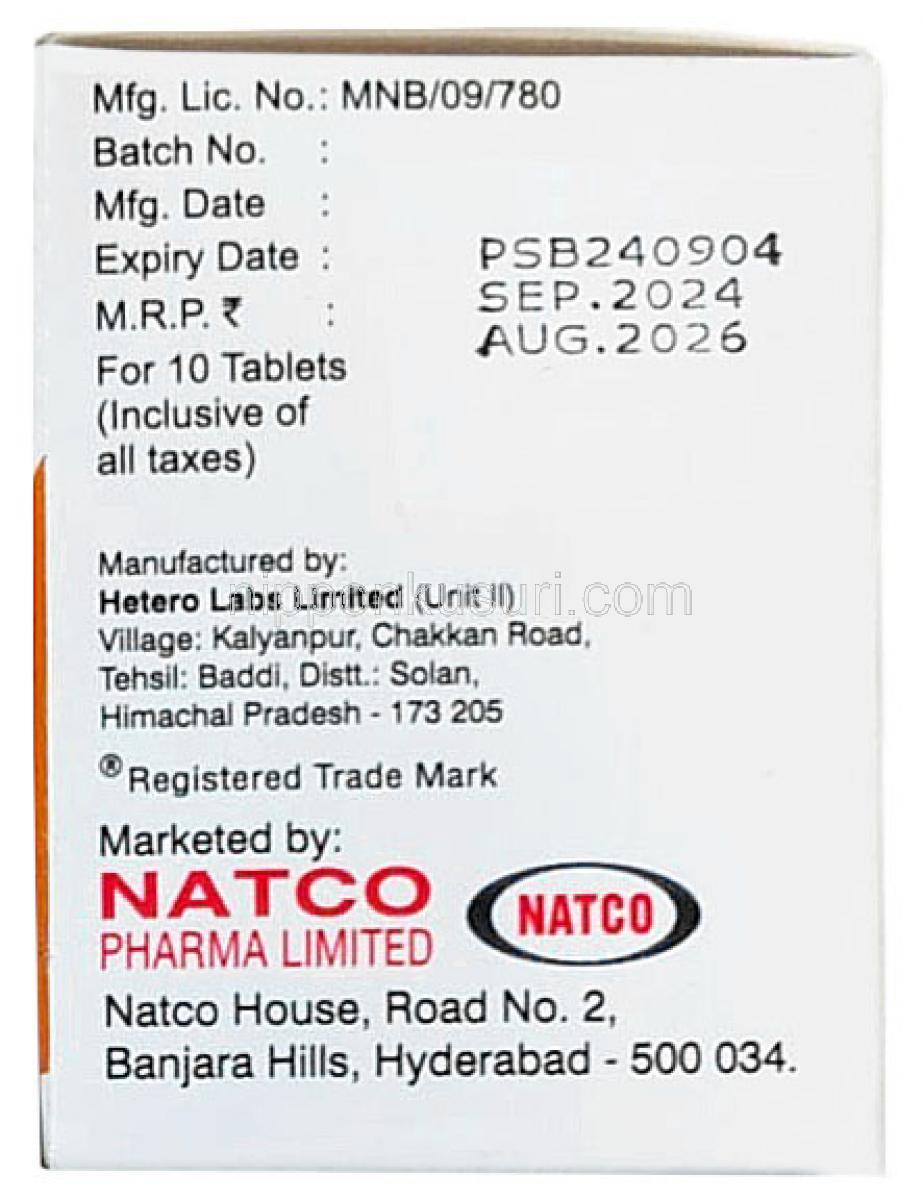 Mfg. Lic. No.: MNB/09/780
Batch No. :
Mfg. Date :
Expiry Date :
M.R.P. ₹ :
For 10 Tablets
(Inclusive of
all taxes)
PSB240904
SEP.2024
AUG.2026
Manufactured by:
Hetero Labs Limited (Unit II)
nipponkusuri.com
Village: Kalyanpur, Chakkan Road,
Tehsil: Baddi, Distt.: Solan,
Himachal Pradesh - 173 205
® Registered Trade Mark
Marketed by:
NATCO
PHARMA LIMITED
NATCO
Natco House, Road No. 2,
Banjara Hills, Hyderabad - 500 034.